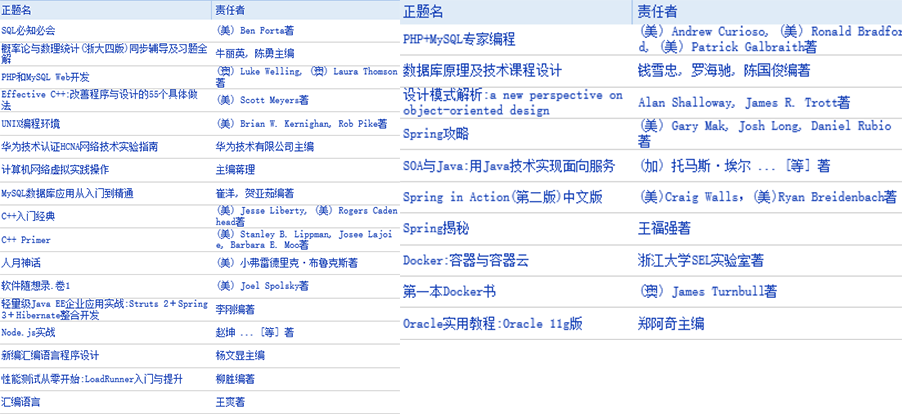 正题名 责任者
SQL必知必会 (美) Ben Porta著
概率论与数理统计(浙大四版)同步辅导及习题全解 牛丽英, 陈勇主编
PHP和MySQL Web开发 (澳) Luke Welling, (澳) Laura Thomson著
Effective C++:改善程序与设计的55个具体做法 (美) Scott Meyers著
UNIX编程环境 (美) Brian W. Kernighan, Rob Pike著
华为技术认证HCNA网络技术实验指南 华为技术有限公司主编
计算机网络虚拟实践操作 主编蒋理
MySQL数据库应用从入门到精通 崔洋, 贺亚茹编著
C++入门经典 (美) Jesse Liberty, (美) Rogers Cadenhead著
C++ Primer (美) Stanley B. Lippman, Josee Lajoie, Barbara E. Moo著
人月神话 (美) 小弗雷德里克·布鲁克斯著
软件随想录.卷1 (美) Joel Spolsky著
轻量级Java EE企业应用实战:Struts 2+Spring 3+Hibernate整合开发 李刚编著
Node.js实战 赵坤 ... [等] 著
新编汇编语言程序设计 杨文显主编
性能测试从零开始:LoadRunner入门与提升 柳胜编著
汇编语言 王爽著
正题名 责任者
PHP+MySQL专家编程 (美) Andrew Curioso, (美) Ronald Bradford, (美) Patrick Galbraith著
数据库原理及技术课程设计 钱雪忠, 罗海驰, 陈国俊编著
设计模式解析:a new perspective on object-oriented design Alan Shalloway, James R. Trott著
Spring攻略 (美) Gary Mak, Josh Long, Daniel Rubio著
SOA与Java:用Java技术实现面向服务 (加) 托马斯·埃尔 ... [等] 著
Spring in Action(第二版)中文版 (美)Craig Walls, (美)Ryan Breidenbach著
Spring揭秘 王福强著
Docker:容器与容器云 浙江大学SEL实验室著
第一本Docker书 (澳) James Turnbull著
Oracle实用教程:Oracle 11g版 郑阿奇主编